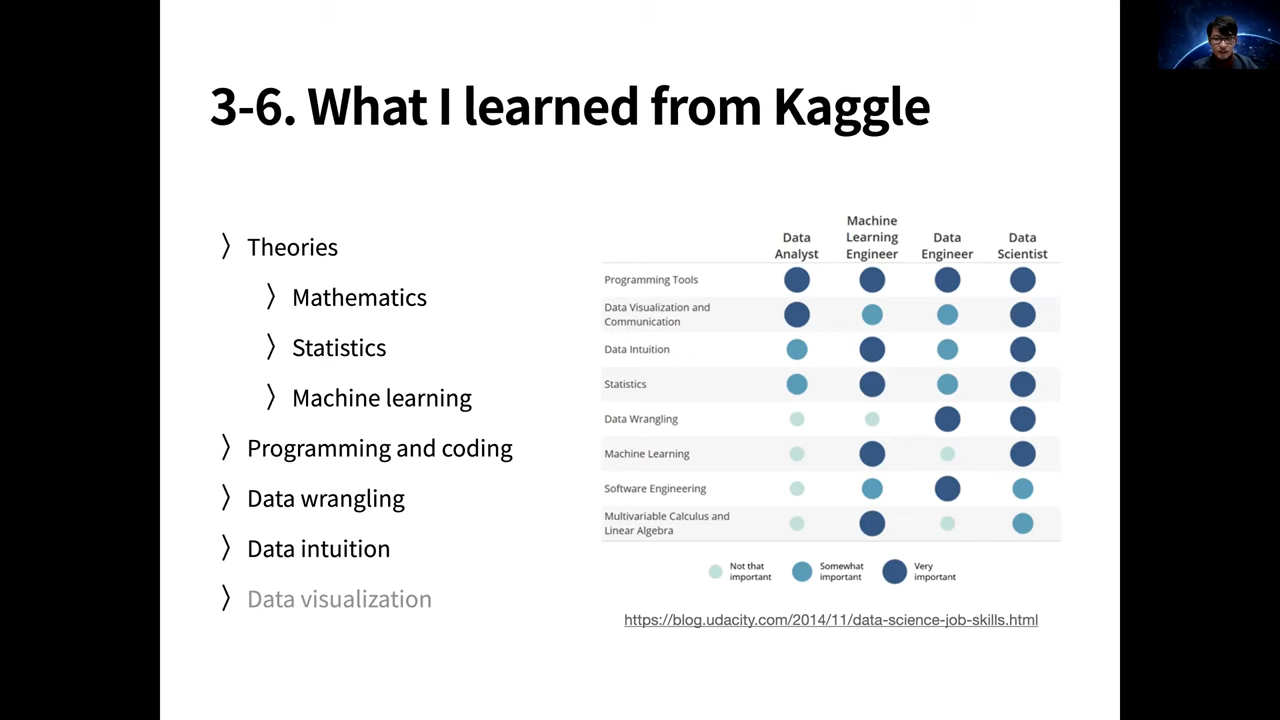 3-6. What I learned from Kaggle
〉 Theories
〉 Mathematics
〉 Statistics
〉 Machine learning
〉 Programming and coding
〉 Data wrangling
〉 Data intuition
〉 Data visualization
Data
Analyst
Machine
Learning
Engineer
Data
Engineer
Data
Scientist
Programming Tools
Data Visualization and
Communication
Data Intuition
Statistics
Data Wrangling
Machine Learning
Software Engineering
Multivariable Calculus and
Linear Algebra
Not that
important
Somewhat
important
Very
important
https://blog.udacity.com/2014/11/data-science-job-skills.html